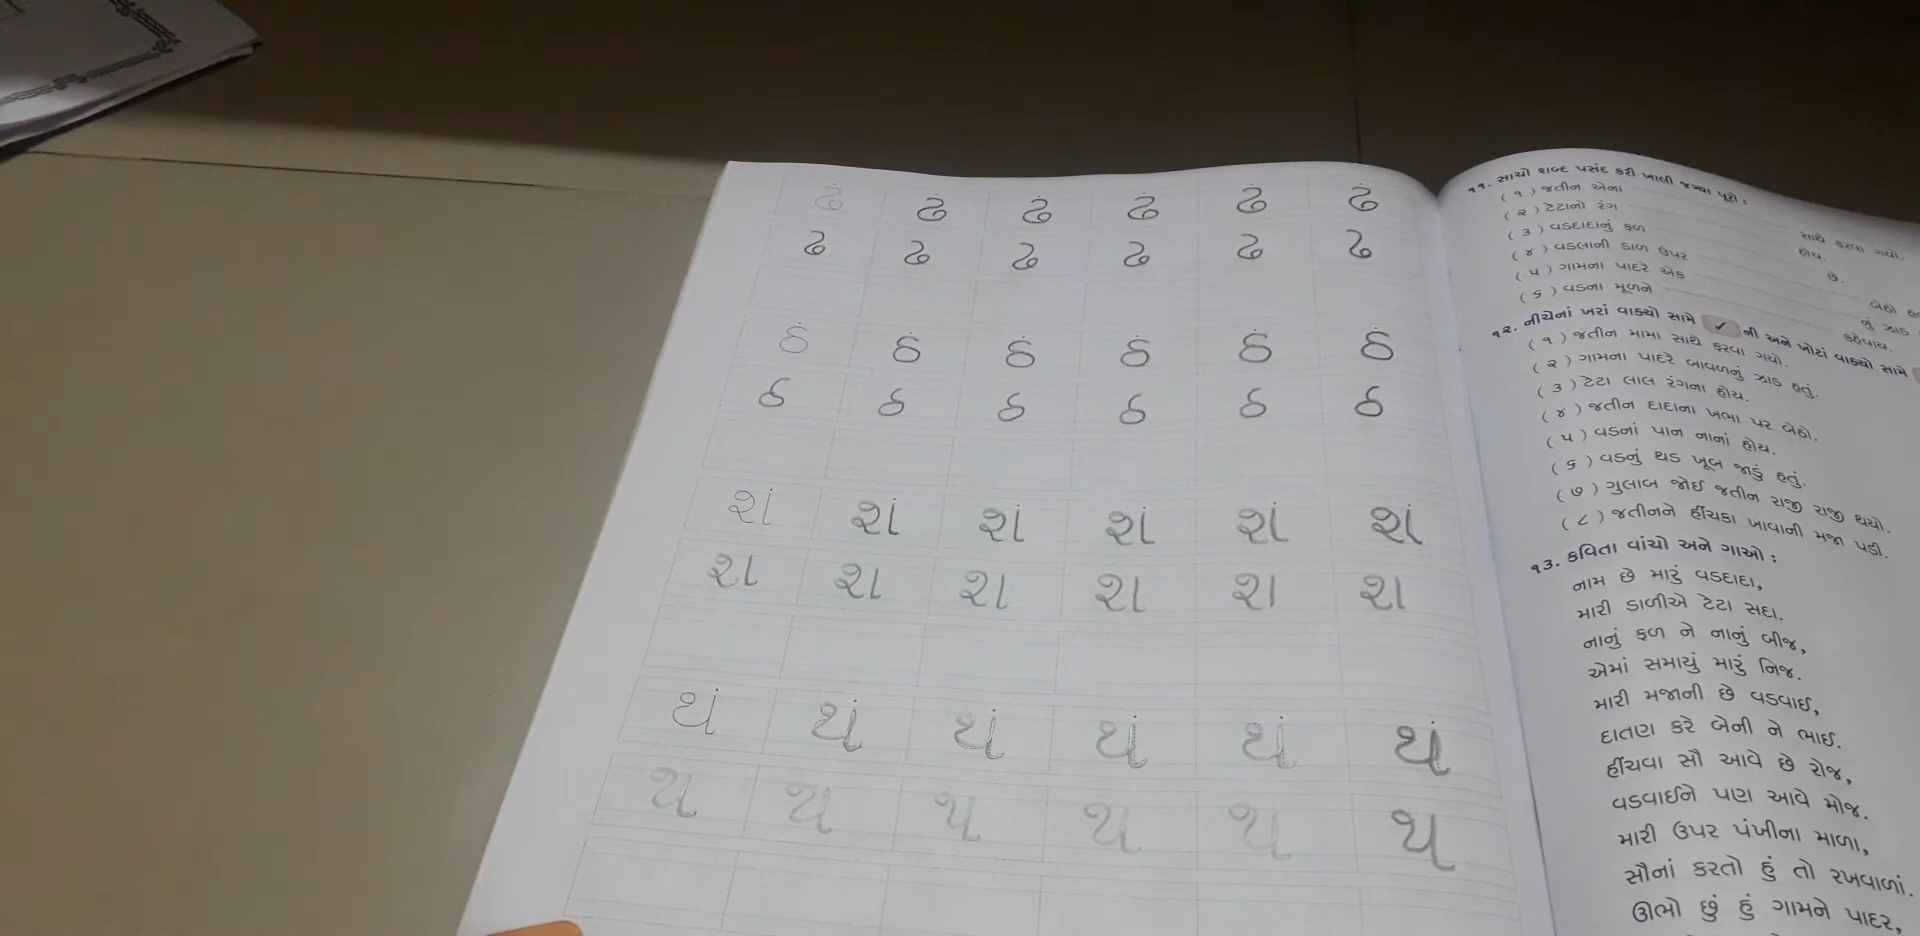 ઢં ઢં ઢં ઢં ઢં ઢં
ઢ ઢ ઢ ઢ ઢ ઢ
ઠં ઠં ઠં ઠં ઠં ઠં
ઠ ઠ ઠ ઠ ઠ ઠ
શં શં શં શં શં શં
શ શ શ શ શ શ
થં થં થં થં થં થં
થ થ થ થ થ થ
૧૧. સાચો શબ્દ પસંદ કરી ખાલી જગ્યા પૂરો :
(૧) જતીન એના સાથે ફરવા ગયો.
(૨) ટેટાનો રંગ હોય.
(૩) વડદાદાનું ફળ છે.
(૪) વડલાની ડાળ ઉપર બેઠો
(૫) ગામના પાદરે એક નું ઝાડ
(૬) વડના મૂળને કહેવાય.
૧૨. નીચેનાં ખરાં વાક્યો સામે ✓ ની અને ખોટાં વાક્યો સામે
(૧) જતીન મામા સાથે ફરવા ગયો.
(૨) ગામના પાદરે બાવળનું ઝાડ હતું.
(૩) ટેટા લાલ રંગના હોય.
(૪) જતીન દાદાના ખભા પર બેઠો.
(૫) વડનાં પાન નાનાં હોય.
(૬) વડનું થડ ખૂબ જાડું હતું.
(૭) ગુલાબ જોઈ જતીન રાજી રાજી થયો.
(૮) જતીનને હીંચકા ખાવાની મજા પડી.
૧૩. કવિતા વાંચો અને ગાઓ :
નામ છે મારું વડદાદા,
મારી ડાળીએ ટેટા સદા.
નાનું ફળ ને નાનું બીજ,
એમાં સમાયું મારું નિજ.
મારી મજાની છે વડવાઈ,
દાતણ કરે બેની ને ભાઈ.
હીંચવા સૌ આવે છે રોજ,
વડવાઈને પણ આવે મોજ.
મારી ઉપર પંખીના માળા,
સૌનાં કરતો હું તો રખવાળાં.
ઊભો છું હું ગામને પાદર,